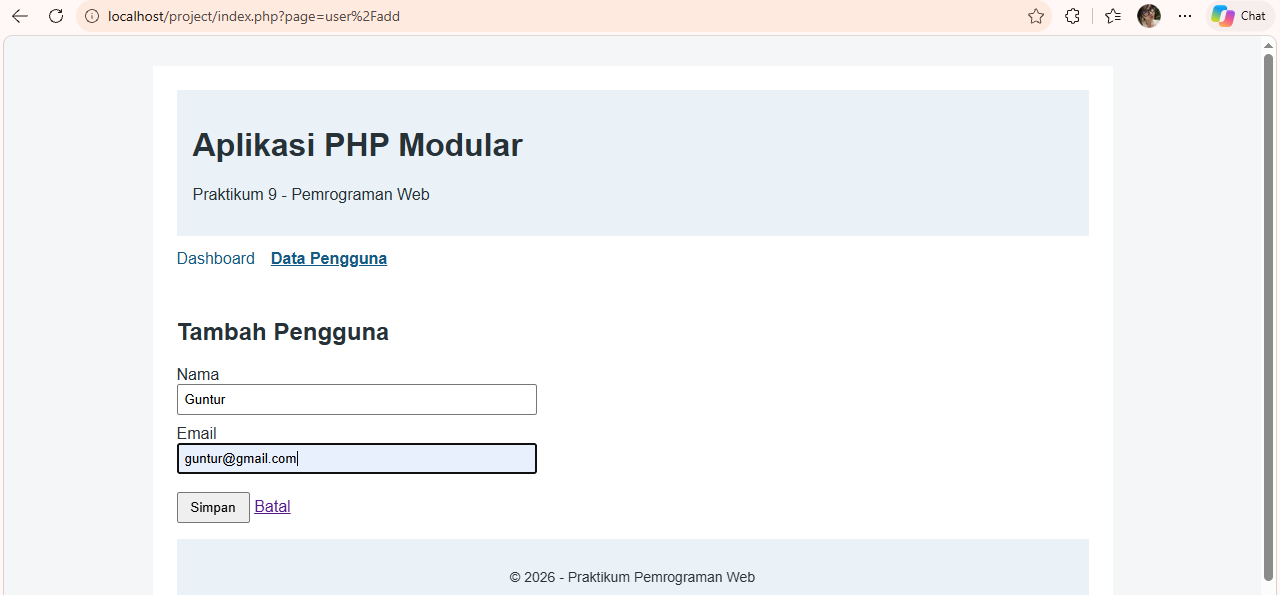 localhost/project/index.php?page=user%2Fadd
Chat
Aplikasi PHP Modular
Praktikum 9 - Pemrograman Web
Dashboard Data Pengguna
Tambah Pengguna
Nama
Guntur
Email
guntur@gmail.com
Simpan Batal
© 2026 - Praktikum Pemrograman Web